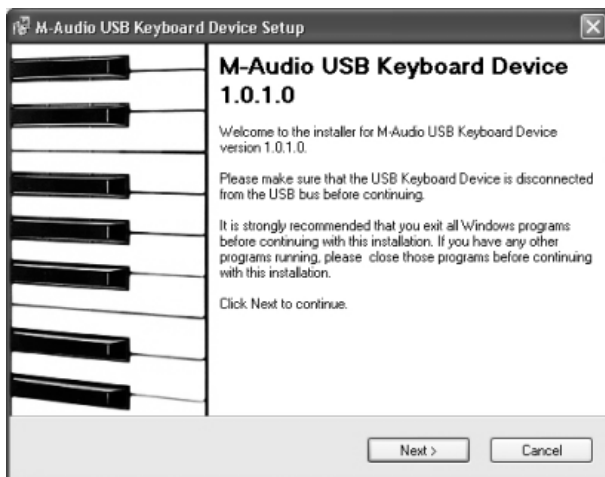 M-Audio USB Keyboard Device Setup
M-Audio USB Keyboard Device
1.0.1.0
Welcome to the installer for M-Audio USB Keyboard Device
version 1.0.1.0.
Please make sure that the USB Keyboard Device is disconnected
from the USB bus before continuing.
It is strongly recommended that you exit all Windows programs
before continuing with this installation. If you have any other
programs running, please close those programs before continuing
with this installation.
Click Next to continue.
Next >
Cancel